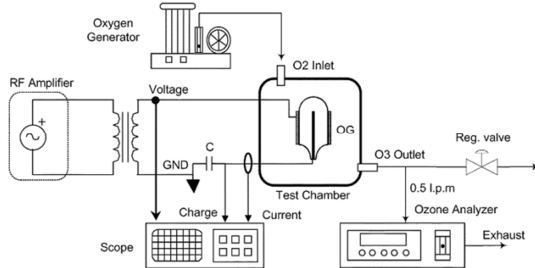 Oxygen
Generator
O2 Inlet
RF Amplifier
Voltage
+
OG
Reg. valve
C
GND
O3 Outlet
0.5 l.p.m
Test Chamber
Charge
Current
Ozone Analyzer
Scope
Exhaust